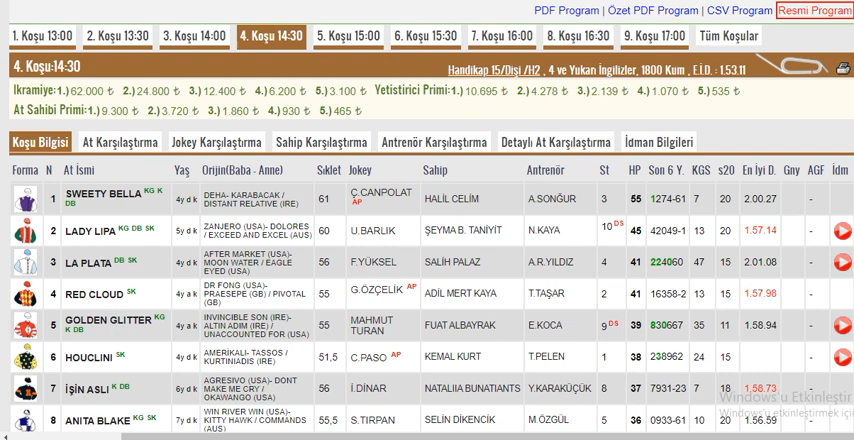 PDF Program | Özet PDF Program | CSV Program Resmi Program
1. Koşu 13:00 2. Koşu 13:30 3. Koşu 14:00 4. Koşu 14:30 5. Koşu 15:00 6. Koşu 15:30 7. Koşu 16:00 8. Koşu 16:30 9. Koşu 17:00 Tüm Koşular
4. Koşu:14:30 Handikap 15/Dişi /H2 , 4 ve Yukarı İngilizler, 1800 Kum , E.İ.D. : 1.53.11
İkramiye:1.) 62.000 ₺ 2.) 24.800 ₺ 3.) 12.400 ₺ 4.) 6.200 ₺ 5.) 3.100 ₺ Yetistirici Primi:1.) 10.695 ₺ 2.) 4.278 ₺ 3.) 2.139 ₺ 4.) 1.070 ₺ 5.) 535 ₺
At Sahibi Primi:1.) 9.300 ₺ 2.) 3.720 ₺ 3.) 1.860 ₺ 4.) 930 ₺ 5.) 465 ₺
Koşu Bilgisi At Karşılaştırma Jokey Karşılaştırma Sahip Karşılaştırma Antrenör Karşılaştırma Detaylı At Karşılaştırma İdman Bilgileri
Forma N At İsmi Yaş Orijin(Baba - Anne) Sıklet Jokey Sahip Antrenör St HP Son 6 Y. KGS s20 En İyi D. Gny AGF İdm
1 SWEETY BELLA KG K DB 4y d k DEHA- KARABACAK / DISTANT RELATIVE (IRE) 61 Ç.CANPOLAT AP HALİL CELİM A.SONĞUR 3 55 1274-61 7 20 2.00.27 -
2 LADY LIPA KG DB SK 5y d k ZANJERO (USA)- DOLORES / EXCEED AND EXCEL (AUS) 60 U.BARLIK ŞEYMA B. TANİYİT N.KAYA 10 DS 45 42049-1 13 20 1.57.14 -
3 LA PLATA DB SK 4y d k AFTER MARKET (USA)- MOON WATER / EAGLE EYED (USA) 56 F.YÜKSEL SALİH PALAZ A.R.YILDIZ 4 41 224060 47 15 2.01.08 -
4 RED CLOUD SK 4y a k DR FONG (USA)- PRAESEPE (GB) / PIVOTAL (GB) 55 G.ÖZÇELİK AP ADİL MERT KAYA T.TAŞAR 2 41 16358-2 13 15 1.57.98 -
5 GOLDEN GLITTER KG K DB 4y a k INVINCIBLE SON (IRE)- ALTIN ADIM (IRE) / UNACCOUNTED FOR (USA) 55 MAHMUT TURAN FUAT ALBAYRAK E.KOCA 9 DS 39 830667 35 11 1.58.94 -
6 HOUCLINI SK 4y d k AMERİKALI- TASSOS / KURTINIADIS (IRE) 51,5 C.PASO AP KEMAL KURT T.PELEN 1 38 238962 24 15 -
7 İŞİN ASLI K DB 6y d k AGRESIVO (USA)- DONT MAKE ME CRY / OKAWANGO (USA) 56 İ.DİNAR NATALIIA BUNATIANTS Y.KARAKÜÇÜK 8 37 7931-23 7 18 1.58.73 -
8 ANITA BLAKE KG SK 7y d k WIN RIVER WIN (USA)- KITTY HAWK / COMMANDS (AUS) 55,5 S.TIRPAN SELİN DİKENCİK M.ÖZGÜL 5 36 0933-61 10 20 1.56.59 -
Windows'u Etkinleştir
Windows'u etkinleştirmek için